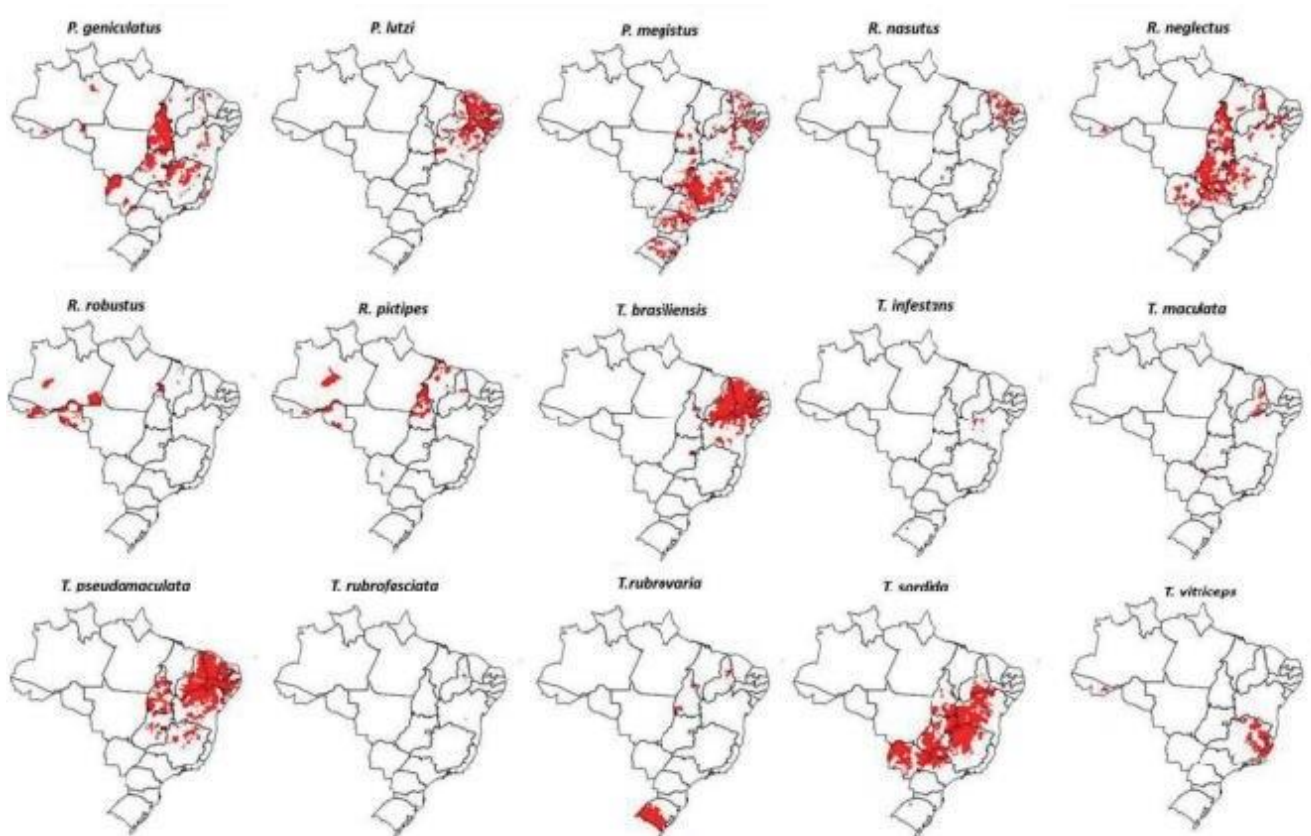 P. geniculatus
P. lutzi
P. megistus
R. nasutus
R. neglectus
R. robustus
R. pictipes
T. brasiliensis
T. infestans
T. maculata
T. pseudomaculata
T. rubrofasciata
T.rubrovaria
T. sordida
T. vitticeps